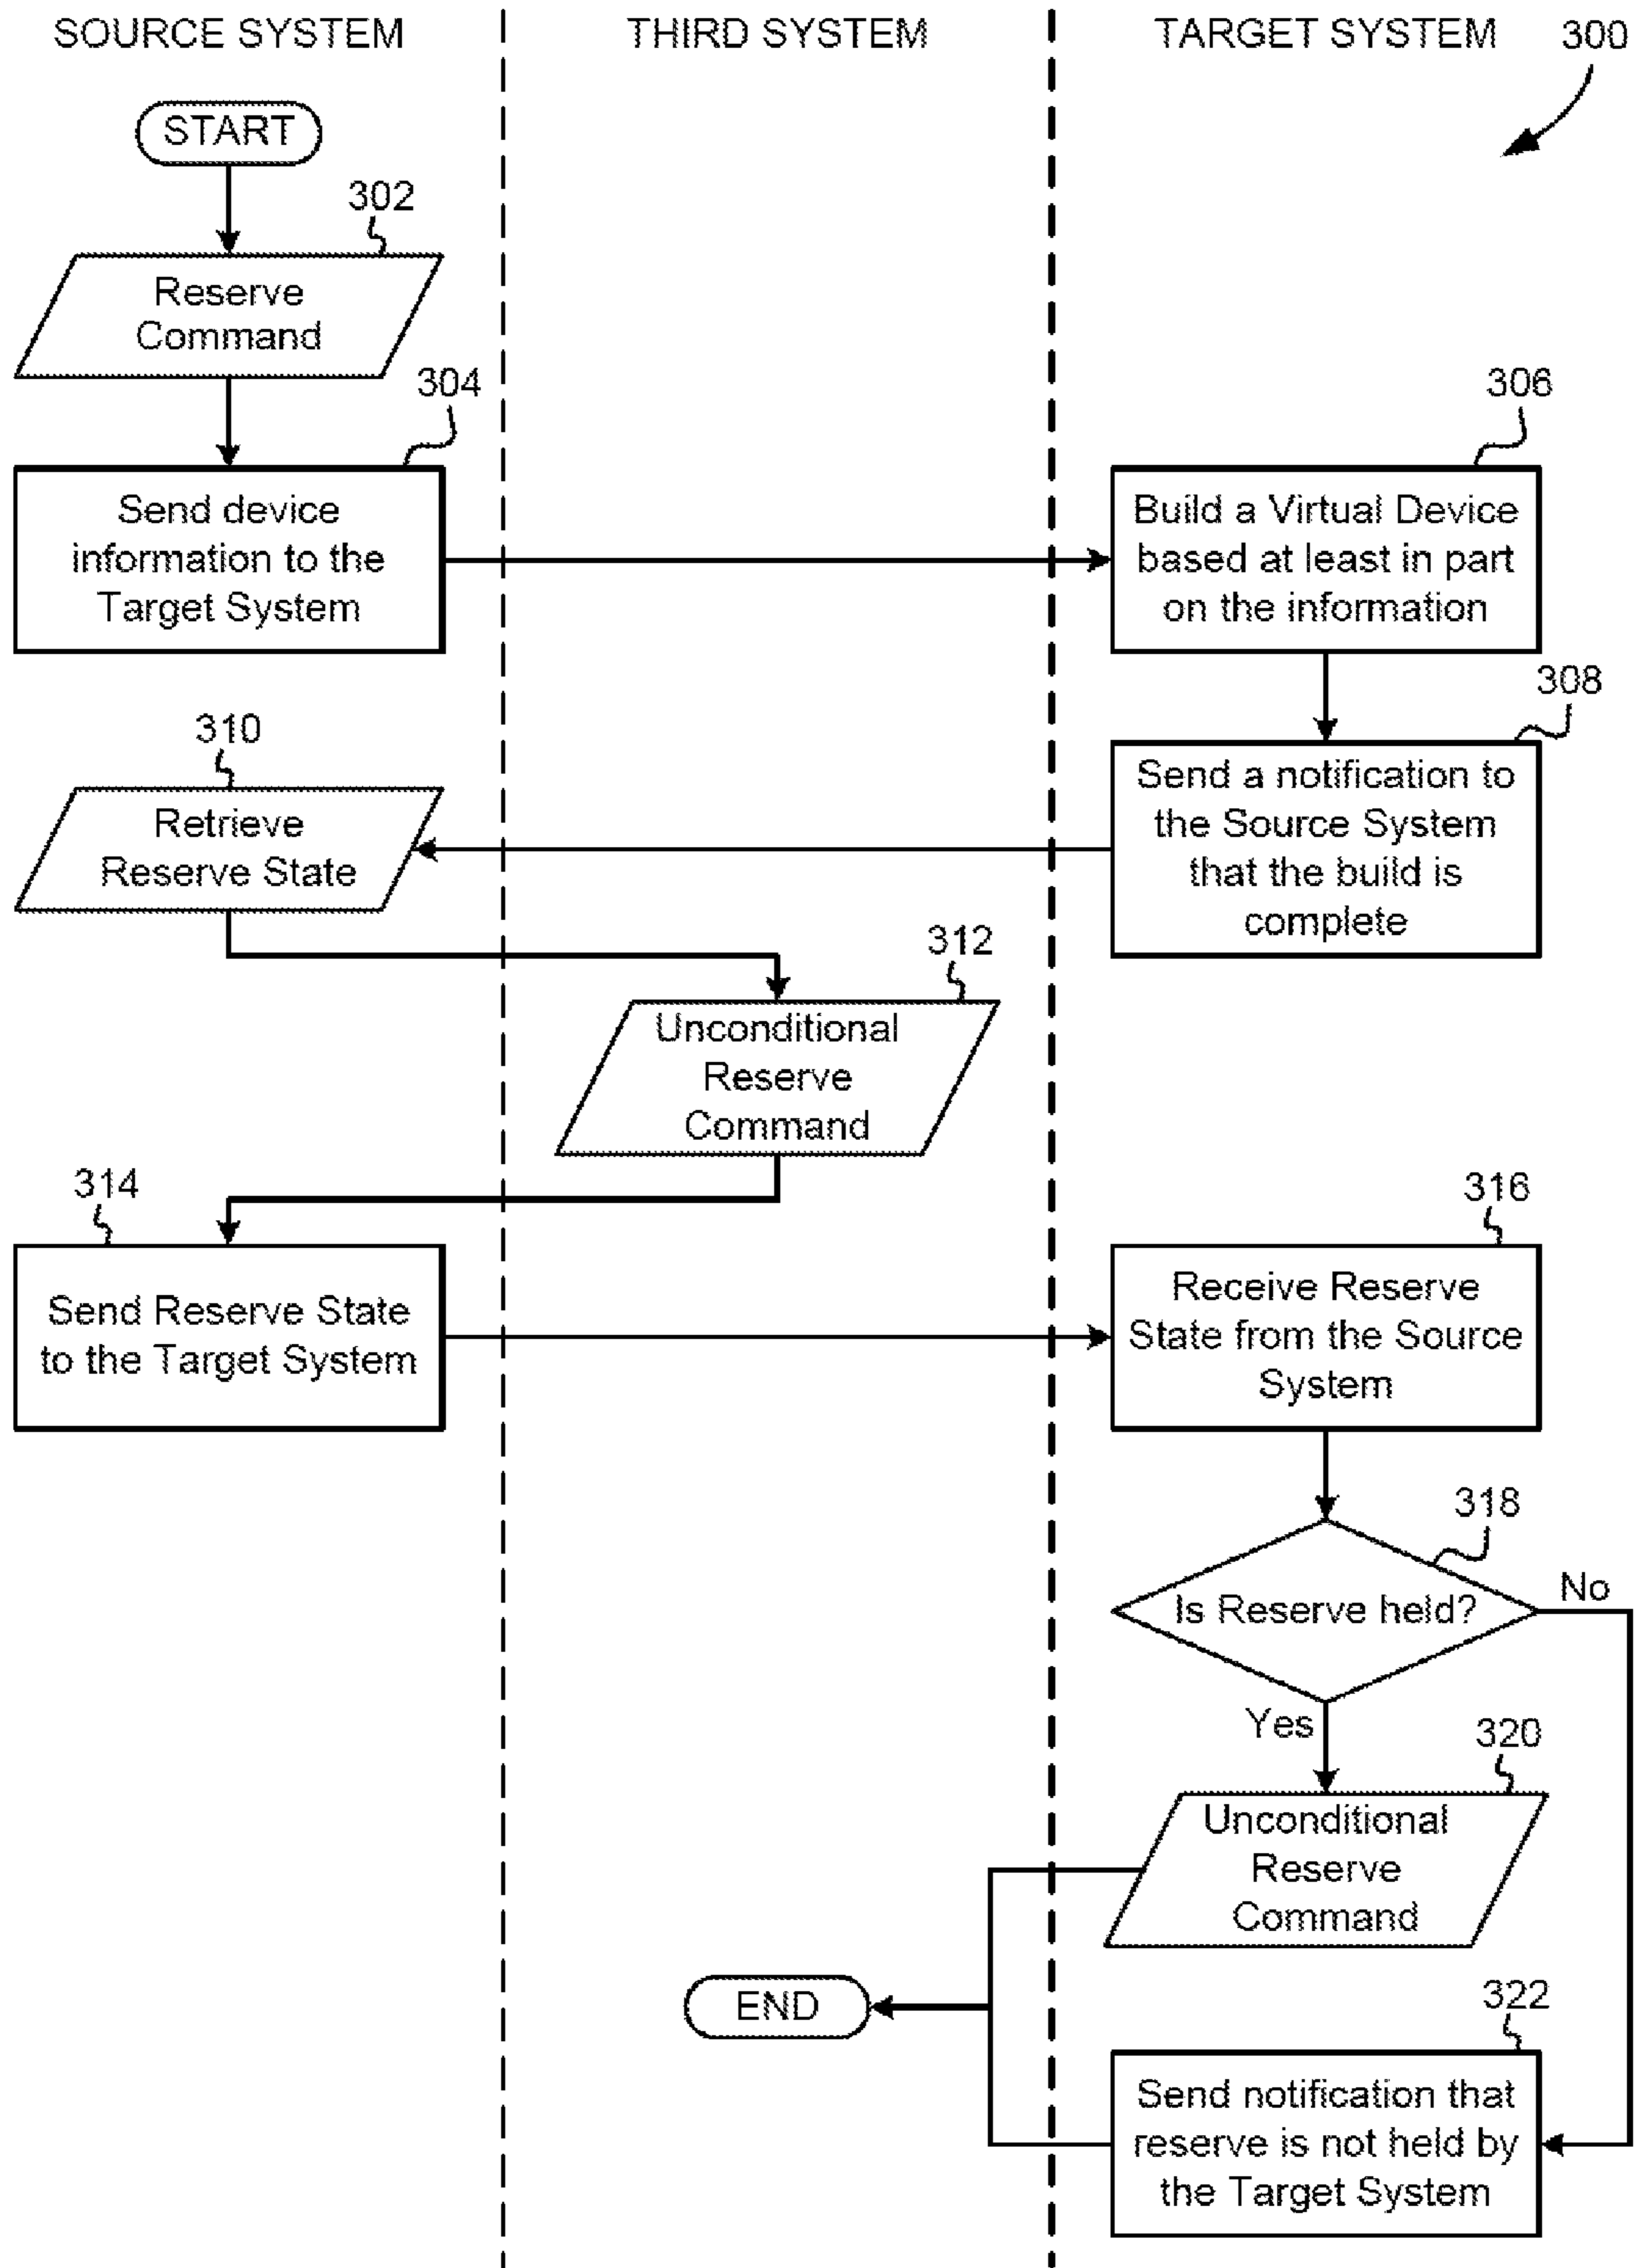 SOURCE SYSTEM
THIRD SYSTEM
TARGET SYSTEM
300
START
302
Reserve
Command
304
Send device
information to the
Target System
306
Build a Virtual Device
based at least in part
on the information
308
Send a notification to
the Source System
that the build is
complete
310
Retrieve
Reserve State
312
Unconditional
Reserve
Command
314
Send Reserve State
to the Target System
316
Receive Reserve
State from the Source
System
318
Is Reserve held?
No
Yes
320
Unconditional
Reserve
Command
END
322
Send notification that
reserve is not held by
the Target System